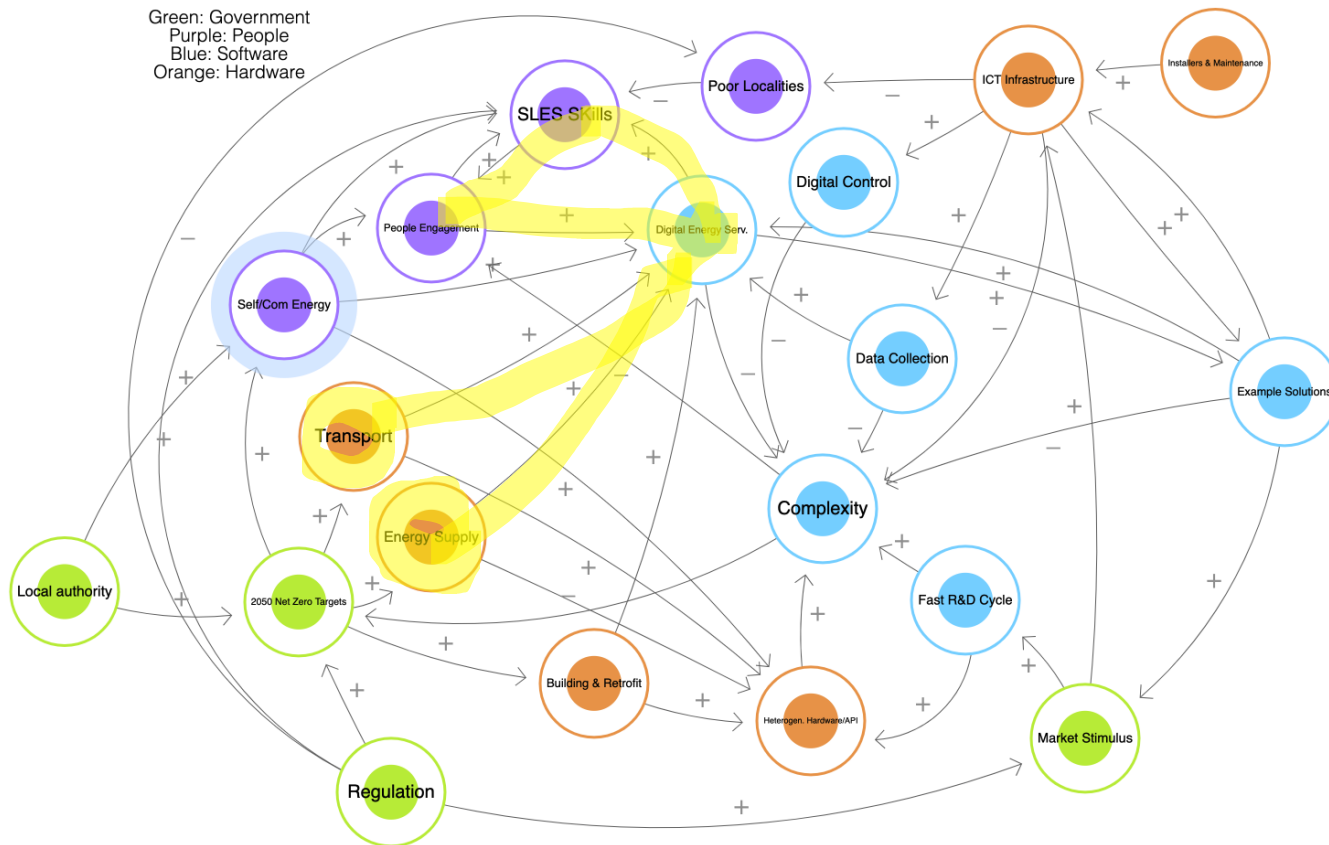 Green: Government
Purple: People
Blue: Software
Orange: Hardware
SLES SKills
Poor Localities
ICT Infrastructure
Installers & Maintenance
Digital Control
People Engagement
Digital Energy Serv.
Self/Com Energy
Data Collection
Example Solutions
Transport
Energy Supply
Complexity
Local authority
2050 Net Zero Targets
Fast R&D Cycle
Building & Retrofit
Heterogen. Hardware/API
Market Stimulus
Regulation